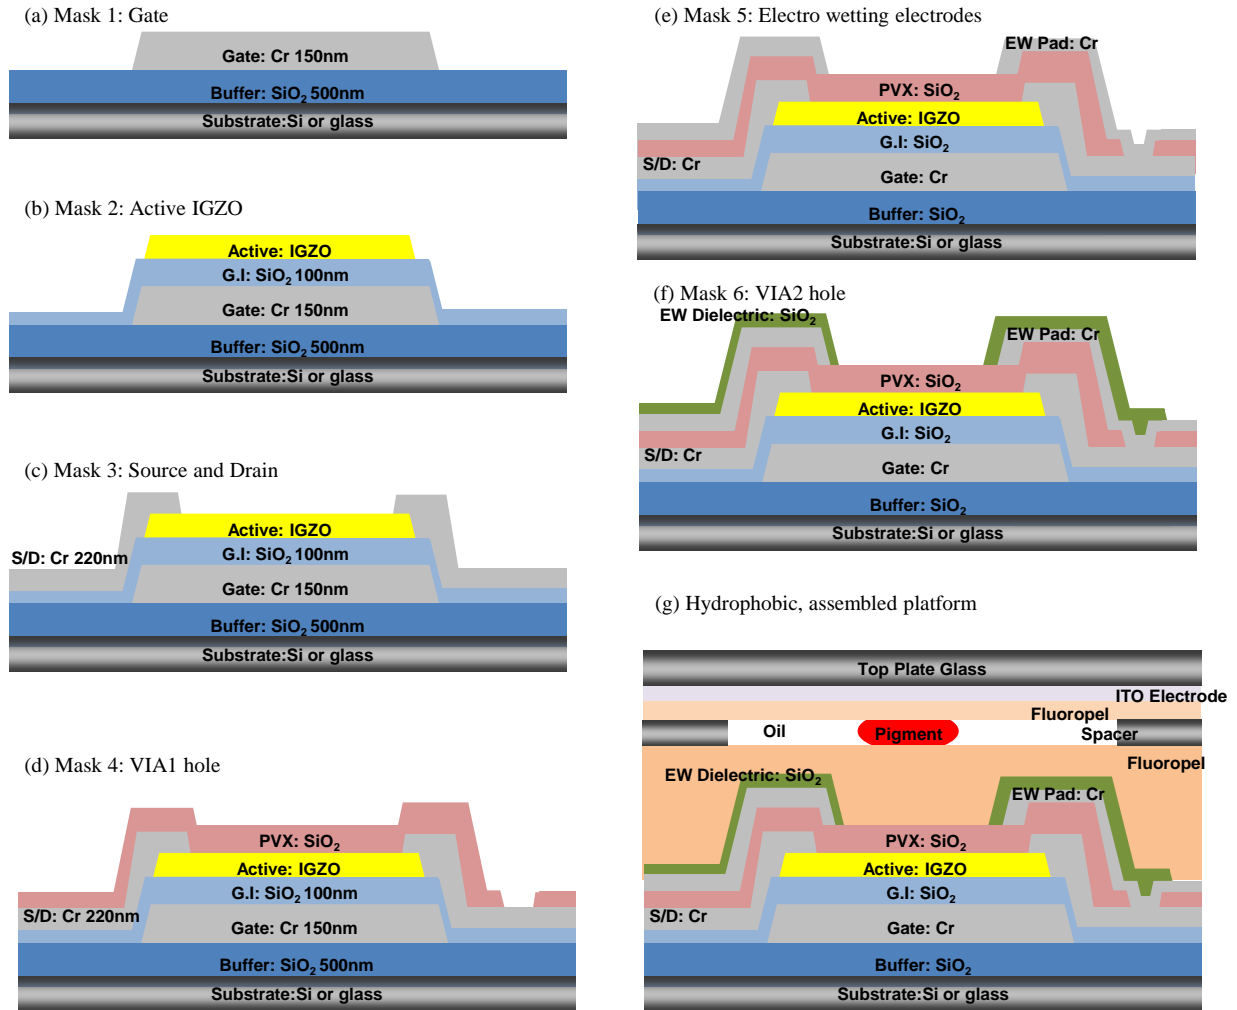 (a) Mask 1: Gate
Gate: Cr 150nm
Buffer: SiO₂ 500nm
Substrate:Si or glass
(b) Mask 2: Active IGZO
Active: IGZO
G.I: SiO₂ 100nm
Gate: Cr 150nm
Buffer: SiO₂ 500nm
Substrate:Si or glass
(c) Mask 3: Source and Drain
Active: IGZO
S/D: Cr 220nm
G.I: SiO₂ 100nm
Gate: Cr 150nm
Buffer: SiO₂ 500nm
Substrate:Si or glass
(d) Mask 4: VIA1 hole
PVX: SiO₂
Active: IGZO
G.I: SiO₂ 100nm
S/D: Cr 220nm
Gate: Cr 150nm
Buffer: SiO₂ 500nm
Substrate:Si or glass
(e) Mask 5: Electro wetting electrodes
EW Pad: Cr
PVX: SiO₂
Active: IGZO
G.I: SiO₂
S/D: Cr
Gate: Cr
Buffer: SiO₂
Substrate:Si or glass
(f) Mask 6: VIA2 hole
EW Dielectric: SiO₂
EW Pad: Cr
PVX: SiO₂
Active: IGZO
G.I: SiO₂
S/D: Cr
Gate: Cr
Buffer: SiO₂
Substrate:Si or glass
(g) Hydrophobic, assembled platform
Top Plate Glass
ITO Electrode
Fluoropel
Oil
Pigment
Spacer
Fluoropel
EW Dielectric: SiO₂
EW Pad: Cr
PVX: SiO₂
Active: IGZO
G.I: SiO₂
S/D: Cr
Gate: Cr
Buffer: SiO₂
Substrate:Si or glass